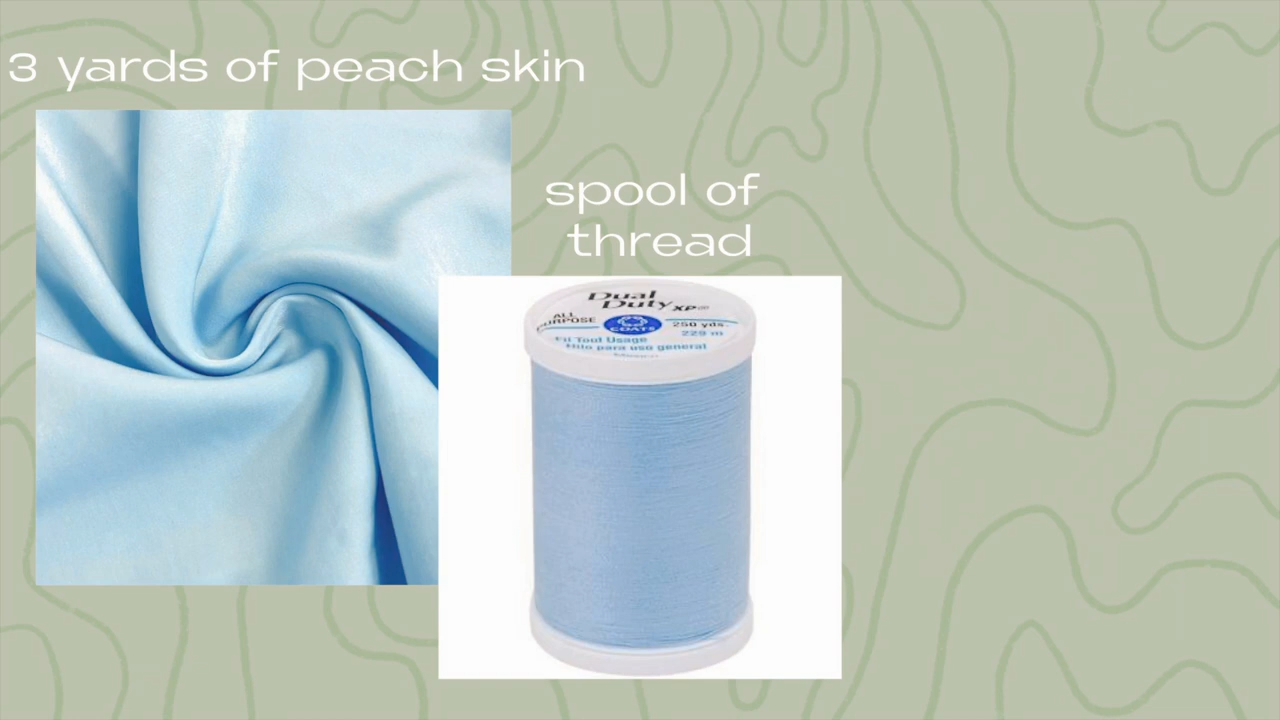 3 yards of peach skin
spool of
thread
Dual
Duty XP
ALL
PURPOSE
COATS
250 yds.
229 m
Fil Tout Usage
Hilo para uso general